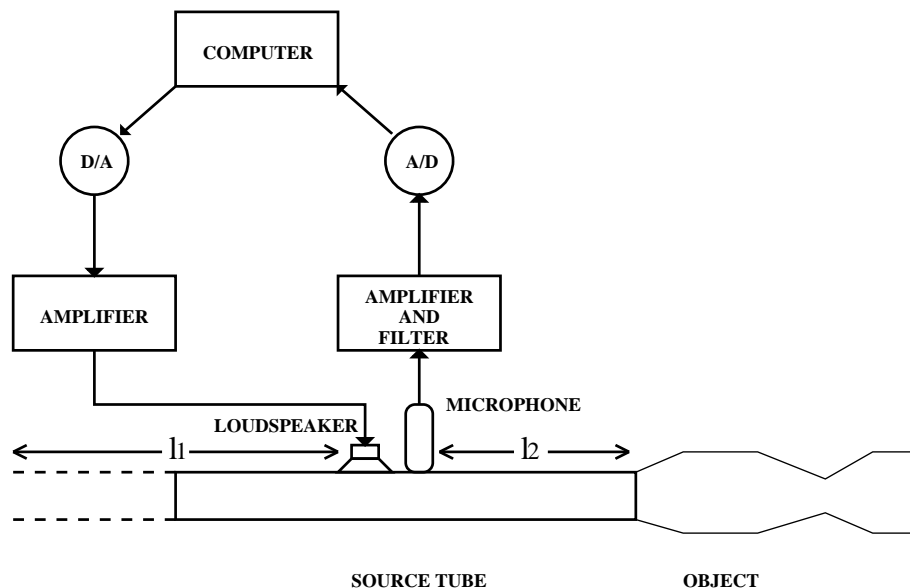 COMPUTER
D/A
A/D
AMPLIFIER
AMPLIFIER
AND
FILTER
MICROPHONE
LOUDSPEAKER
l1
l2
SOURCE TUBE
OBJECT